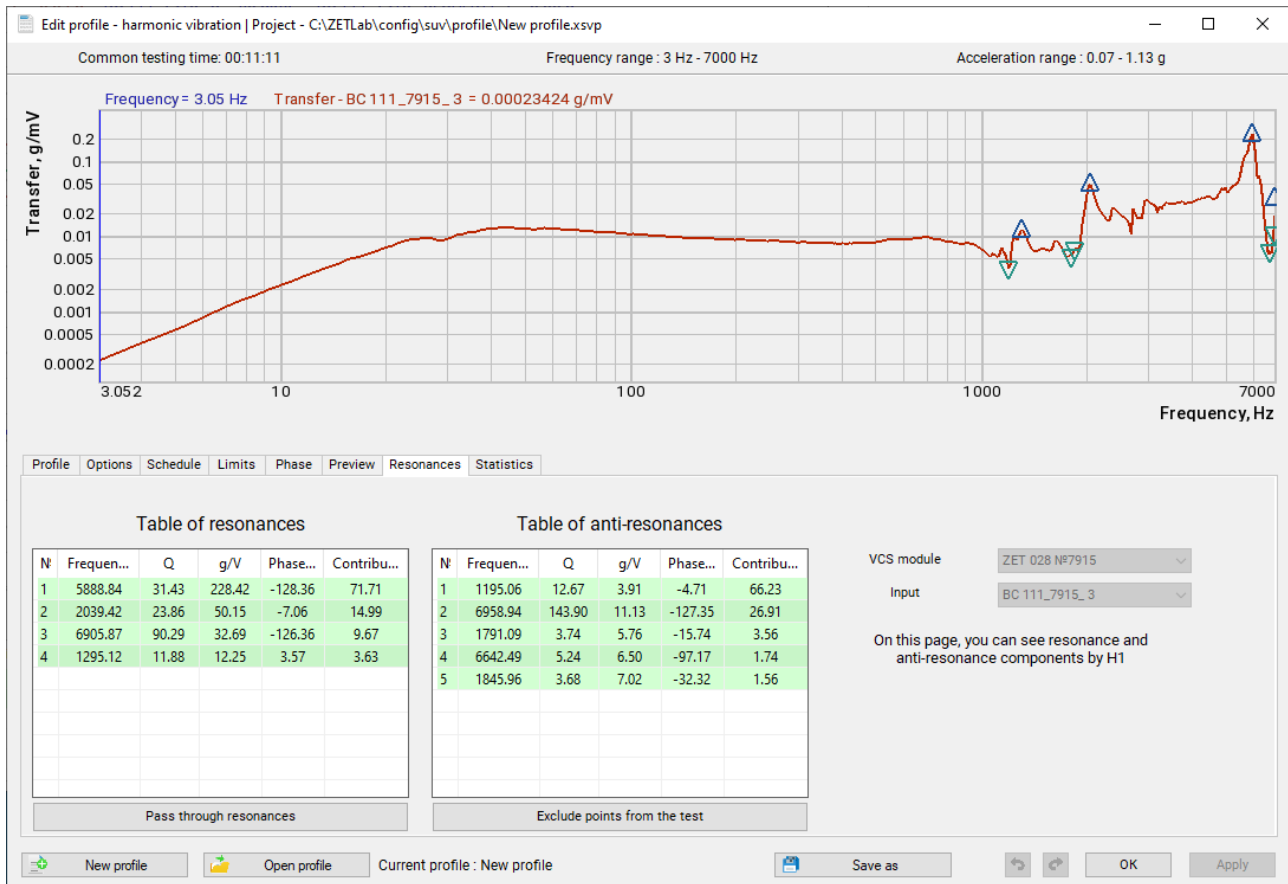 Edit profile - harmonic vibration | Project - C:\ZETLab\config\suv\profile\New profile.xsvp
Common testing time: 00:11:11 Frequency range : 3 Hz - 7000 Hz Acceleration range : 0.07 - 1.13 g
Frequency = 3.05 Hz Transfer - BC 111_7915_ 3 = 0.00023424 g/mV
Transfer, g/mV
0.2
0.1
0.05
0.02
0.01
0.005
0.002
0.001
0.0005
0.0002
3.052 10 100 1000 7000
Frequency, Hz
Profile Options Schedule Limits Phase Preview Resonances Statistics
Table of resonances Table of anti-resonances
VCS module ZET 028 №7915
Input BC 111_7915_ 3
On this page, you can see resonance and
anti-resonance components by H1
№ Frequen... Q g/V Phase... Contribu...
1 5888.84 31.43 228.42 -128.36 71.71
2 2039.42 23.86 50.15 -7.06 14.99
3 6905.87 90.29 32.69 -126.36 9.67
4 1295.12 11.88 12.25 3.57 3.63
№ Frequen... Q g/V Phase... Contribu...
1 1195.06 12.67 3.91 -4.71 66.23
2 6958.94 143.90 11.13 -127.35 26.91
3 1791.09 3.74 5.76 -15.74 3.56
4 6642.49 5.24 6.50 -97.17 1.74
5 1845.96 3.68 7.02 -32.32 1.56
Pass through resonances Exclude points from the test
New profile Open profile Current profile : New profile Save as OK Apply